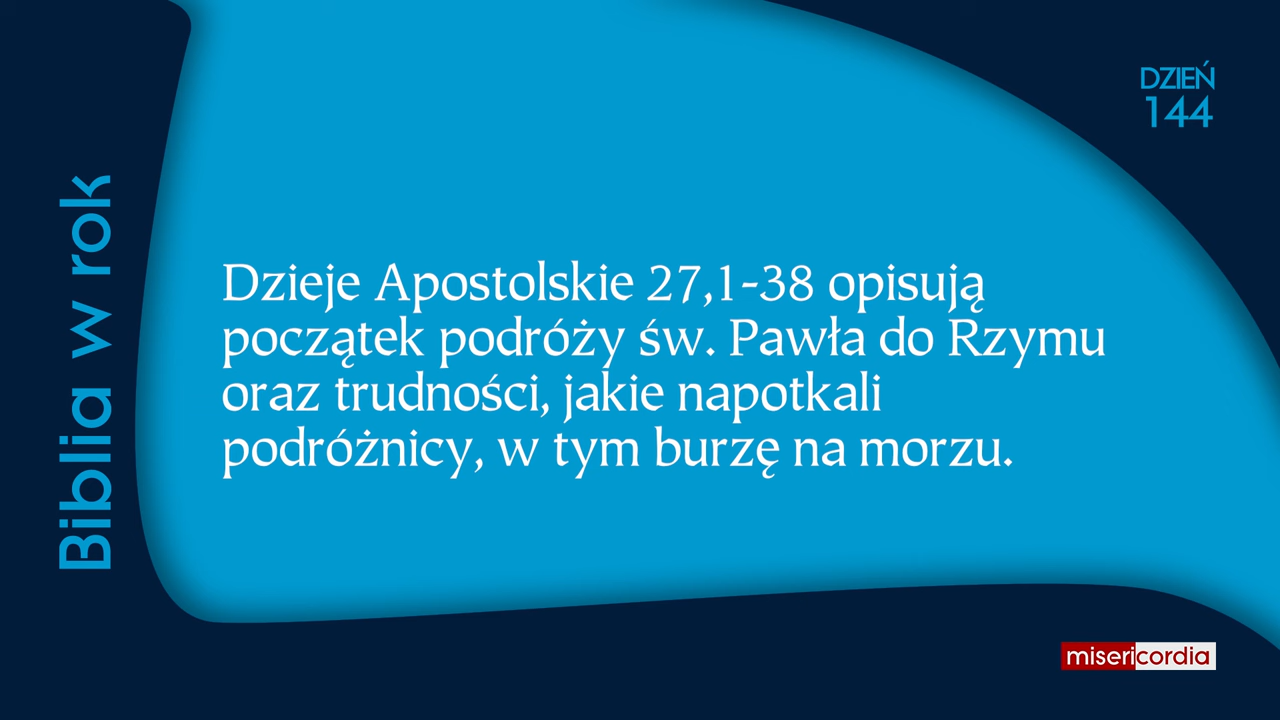 DZIEŃ
144
Biblia w rok
Dzieje Apostolskie 27,1-38 opisują
początek podróży św. Pawła do Rzymu
oraz trudności, jakie napotkali
podróżnicy, w tym burzę na morzu.
misericordia